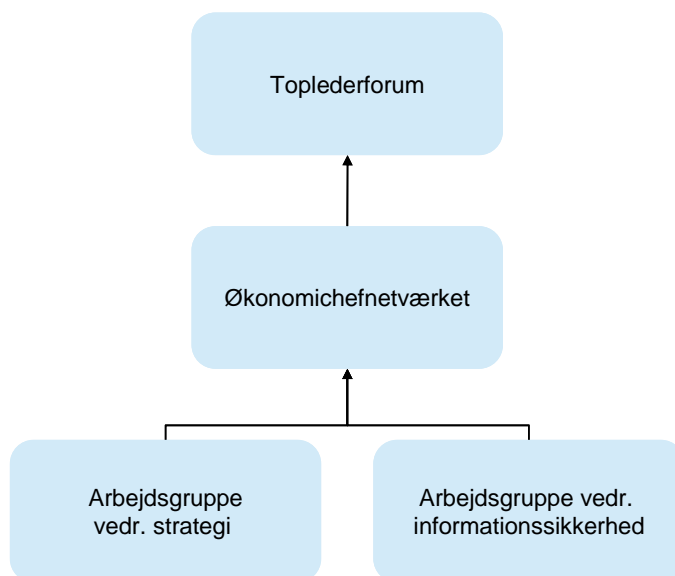 Toplederforum
Økonomichefnetværket
Arbejdsgruppe
vedr. strategi
Arbejdsgruppe vedr.
informationssikkerhed